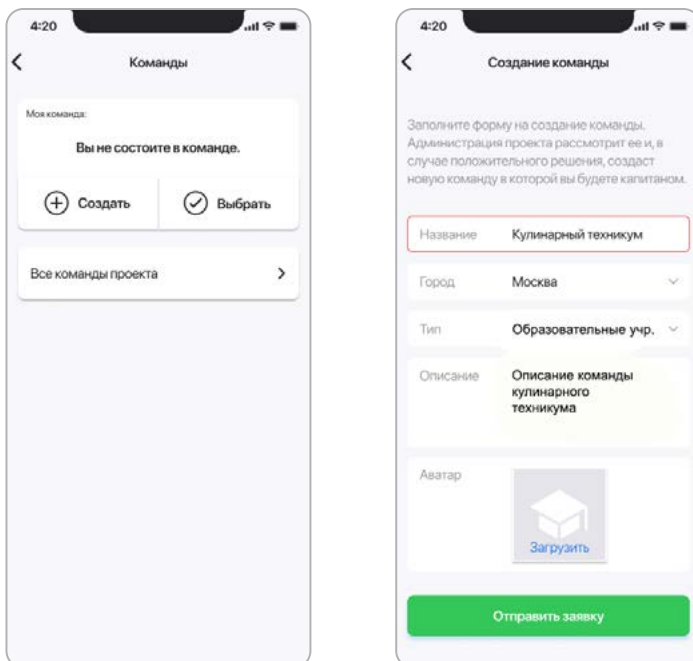 4:20
Команды
Моя команда:
Вы не состоите в команде.
Создать
Выбрать
Все команды проекта
4:20
Создание команды
Заполните форму на создание команды.
Администрация проекта рассмотрит ее и, в
случае положительного решения, создаст
новую команду в которой вы будете капитаном.
Название Кулинарный техникум
Город Москва
Тип Образовательные учр.
Описание Описание команды
кулинарного
техникума
Аватар
Загрузить
Отправить заявку